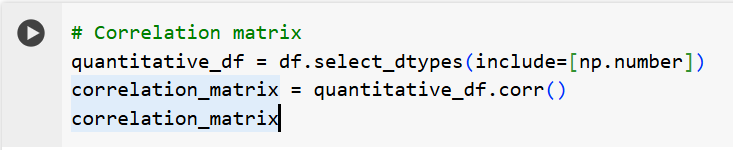 # Correlation matrix
quantitative_df = df.select_dtypes(include=[np.number])
correlation_matrix = quantitative_df.corr()
correlation_matrix